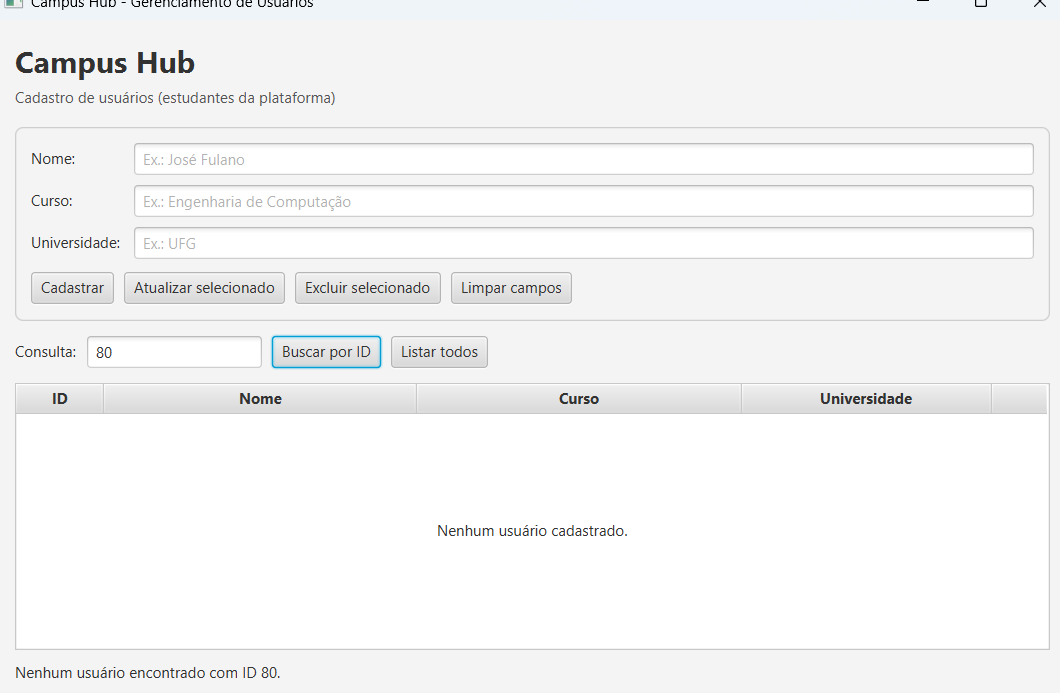 Campus Hub - Gerenciamento de Usuários
Campus Hub
Cadastro de usuários (estudantes da plataforma)
Nome: Ex.: José Fulano
Curso: Ex.: Engenharia de Computação
Universidade: Ex.: UFG
Cadastrar Atualizar selecionado Excluir selecionado Limpar campos
Consulta: 80 Buscar por ID Listar todos
ID Nome Curso Universidade
Nenhum usuário cadastrado.
Nenhum usuário encontrado com ID 80.